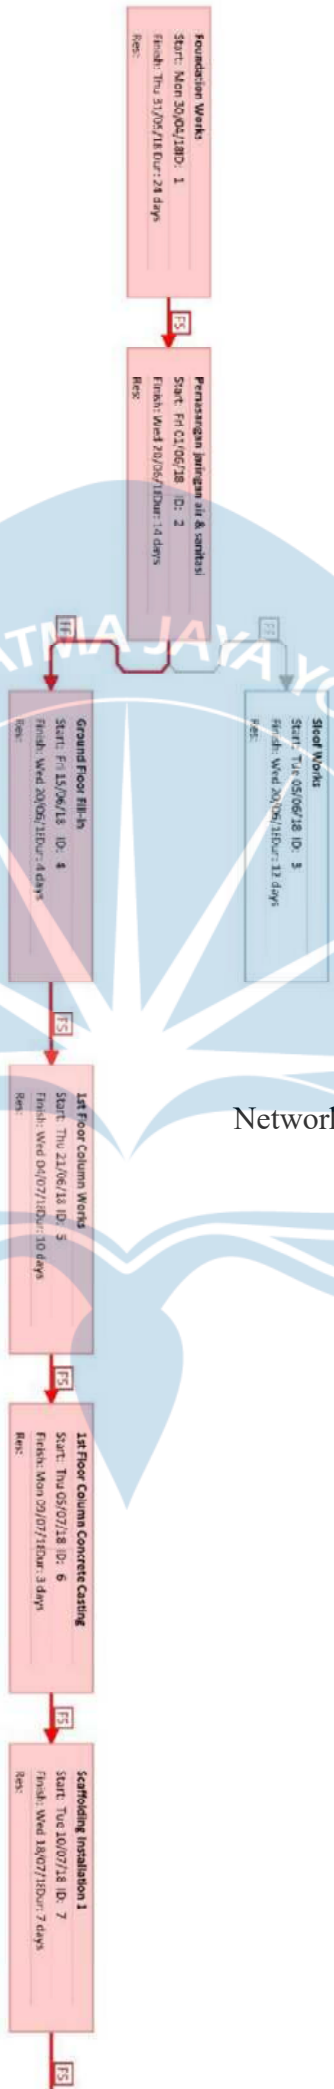 Foundation Works
Start: Mon 30/04/18 ID: 1
Finish: Thu 31/05/18 Dur: 24 days
Res:
FS
Pemasangan jaringan air & sanitasi
Start: Fri 01/06/18 ID: 2
Finish: Wed 20/06/18 Dur: 14 days
Res:
FF
FF
Sloof Works
Start: Tue 05/06/18 ID: 3
Finish: Wed 20/06/18 Dur: 12 days
Res:
Ground Floor Fill-in
Start: Fri 15/06/18 ID: 4
Finish: Wed 20/06/18 Dur: 4 days
Res:
FS
1st Floor Column Works
Start: Thu 21/06/18 ID: 5
Finish: Wed 04/07/18 Dur: 10 days
Res:
FS
1st Floor Column Concrete Casting
Start: Thu 05/07/18 ID: 6
Finish: Mon 09/07/18 Dur: 3 days
Res:
FS
Scaffolding Installation 1
Start: Tue 10/07/18 ID: 7
Finish: Wed 18/07/18 Dur: 7 days
Res:
FS
Network
ATMA JAYA YO